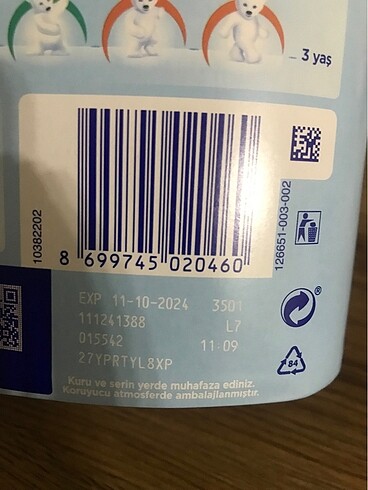 3 yaş
10382202
126651-003-002
8 699745 020460
EXP 11-10-2024 3501
111241388 L7
015542 11:09
27YPRTYL8XP
®
84
Kuru ve serin yerde muhafaza ediniz.
Koruyucu atmosferde ambalajlanmıştır.